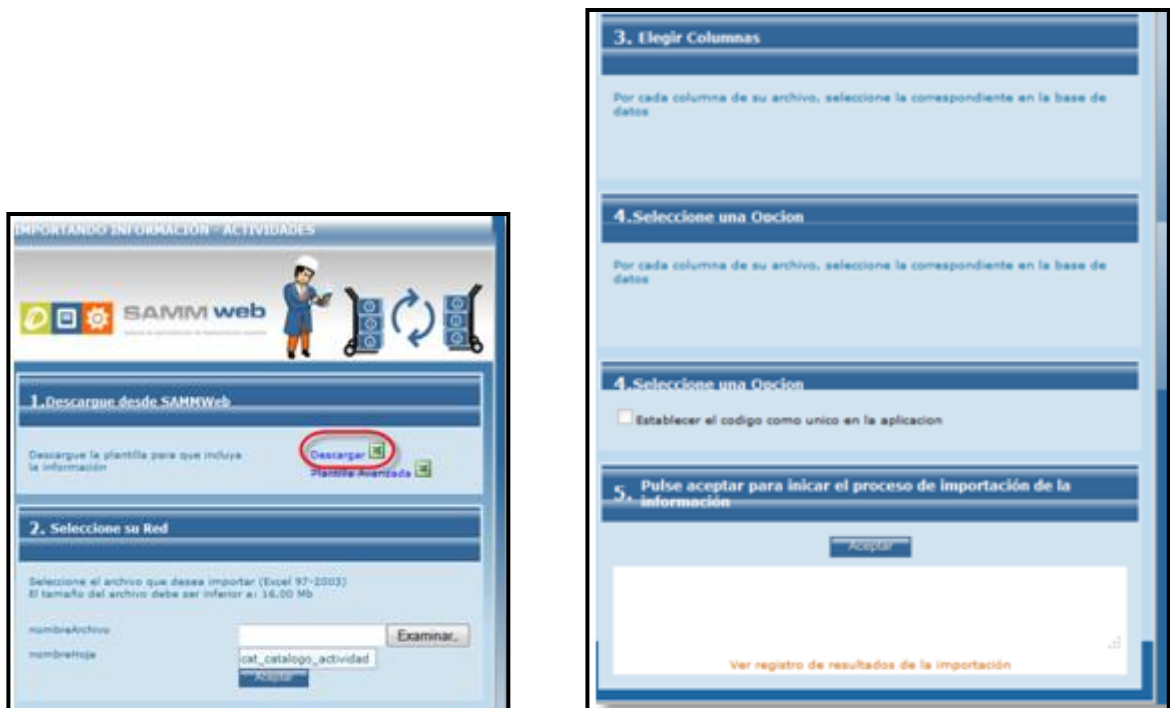 IMPORTANDO INFORMACIÓN - ACTIVIDADES
SAMM web
1.Descargue desde SAMMWeb
Descargue la plantilla para que incluya
la información
Descargar
Plantilla Avanzada
2. Seleccione su Red
Seleccione el archivo que desea importar (Excel 97-2003)
El tamaño del archivo debe ser inferior a: 16.00 Mb
nombreArchivo
Examinar..
nombreHoja
cat_catalogo_actividad
Aceptar
3. Elegir Columnas
Por cada columna de su archivo, seleccione la correspondiente en la base de
datos
4.Seleccione una Opcion
Por cada columna de su archivo, seleccione la correspondiente en la base de
datos
4.Seleccione una Opcion
Establecer el codigo como unico en la aplicacion
5. Pulse aceptar para inicar el proceso de importación de la
información
Aceptar
Ver registro de resultados de la importación